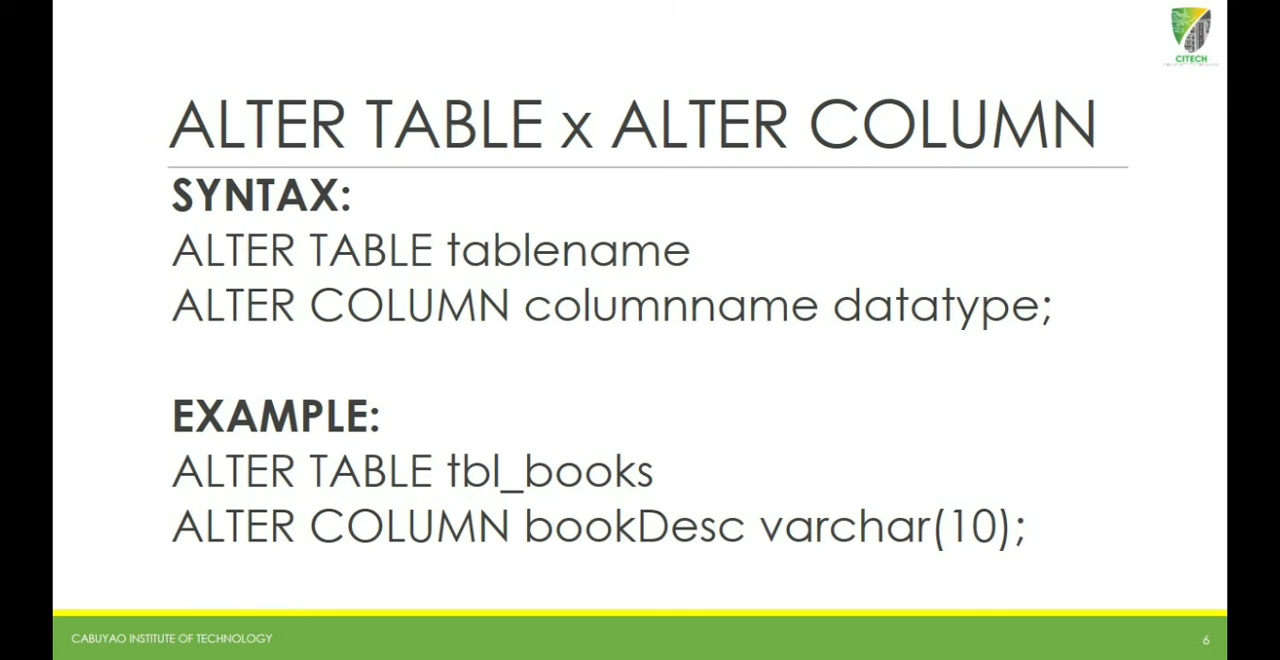 CITECH
ALTER TABLE x ALTER COLUMN
SYNTAX:
ALTER TABLE tablename
ALTER COLUMN columnname datatype;
EXAMPLE:
ALTER TABLE tbl_books
ALTER COLUMN bookDesc varchar(10);
CABUYAO INSTITUTE OF TECHNOLOGY
6